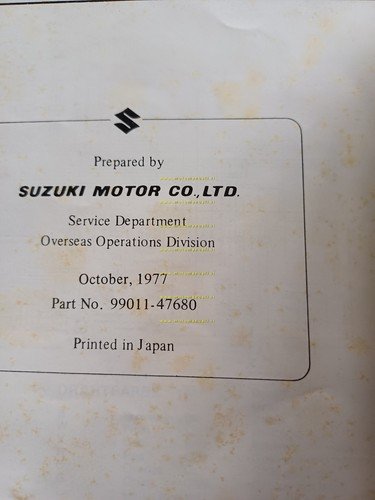 Prepared by
SUZUKI MOTOR CO., LTD.
Service Department
Overseas Operations Division
October, 1977
Part No. 99011-47680
Printed in Japan